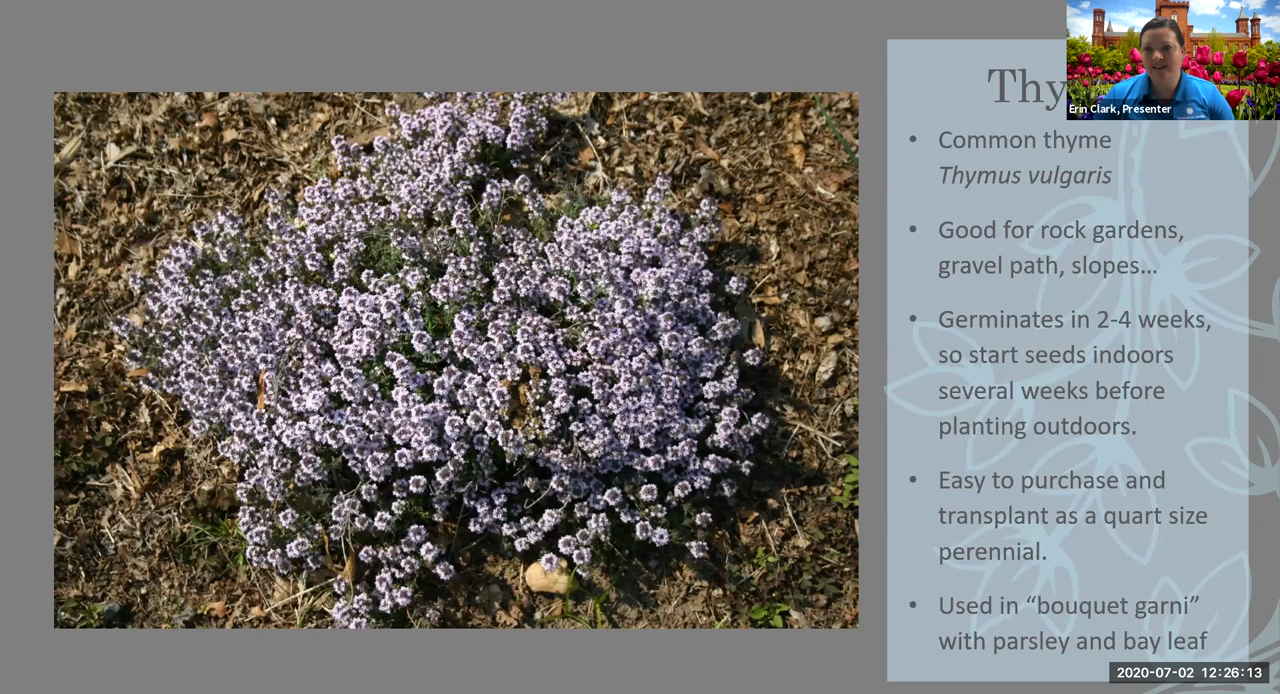 Thy
Erin Clark, Presenter
• Common thyme
Thymus vulgaris
• Good for rock gardens,
gravel path, slopes...
• Germinates in 2-4 weeks,
so start seeds indoors
several weeks before
planting outdoors.
• Easy to purchase and
transplant as a quart size
perennial.
• Used in “bouquet garni”
with parsley and bay leaf
2020-07-02 12:26:13